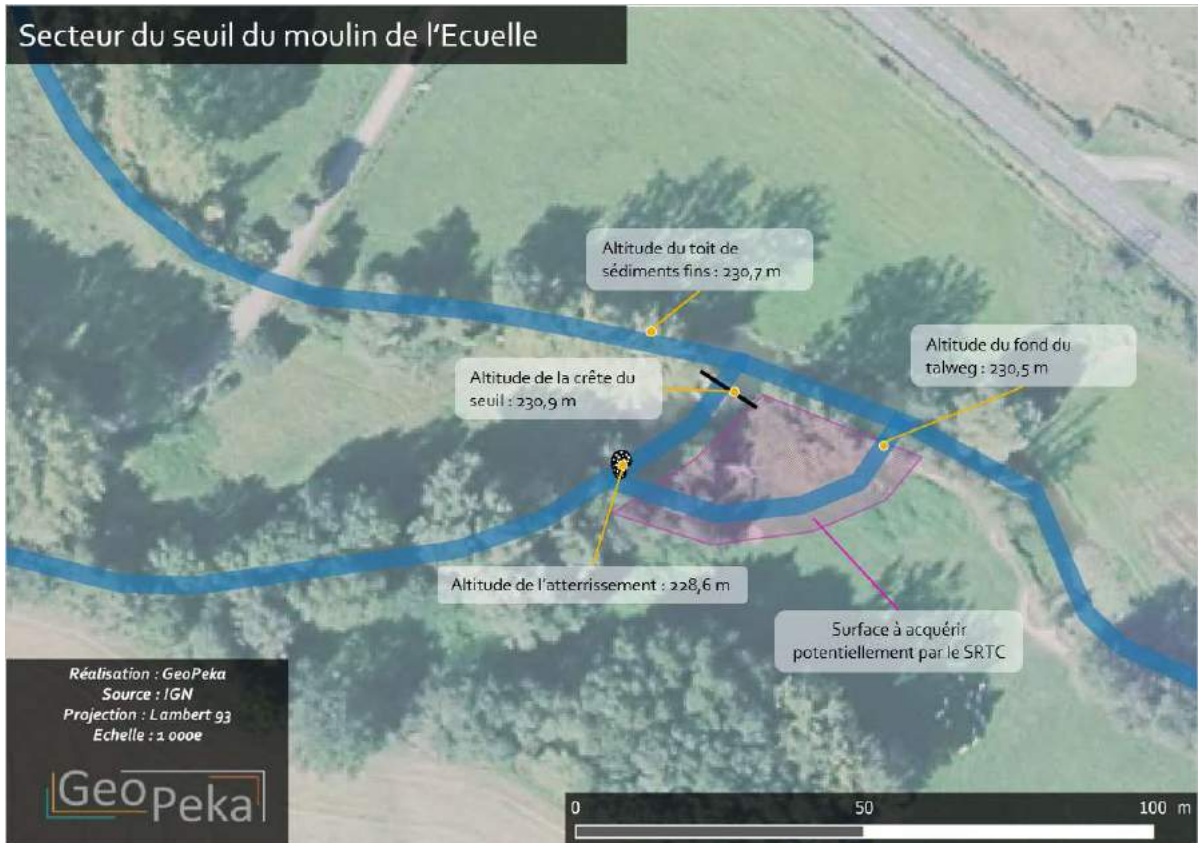 Secteur du seuil du moulin de l'Ecuelle
Altitude du toit de
sédiments fins : 230,7 m
Altitude du fond du
talweg : 230,5 m
Altitude de la crête du
seuil : 230,9 m
Altitude de l'atterrissement : 228,6 m
Surface à acquérir
potentiellement par le SRTC
Réalisation : GeoPeka
Source : IGN
Projection : Lambert 93
Echelle : 1 000e
GeoPeka
0 50 100 m